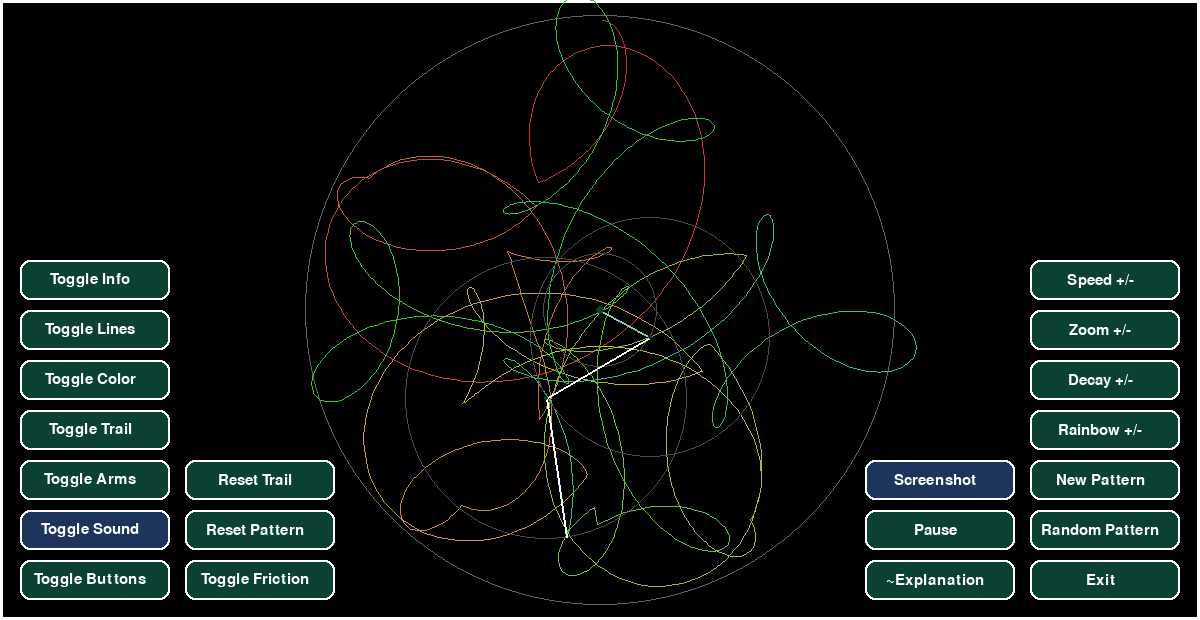 Toggle Info
Toggle Lines
Toggle Color
Toggle Trail
Toggle Arms
Toggle Sound
Toggle Buttons
Reset Trail
Reset Pattern
Toggle Friction
Screenshot
Pause
~Explanation
Speed +/-
Zoom +/-
Decay +/-
Rainbow +/-
New Pattern
Random Pattern
Exit